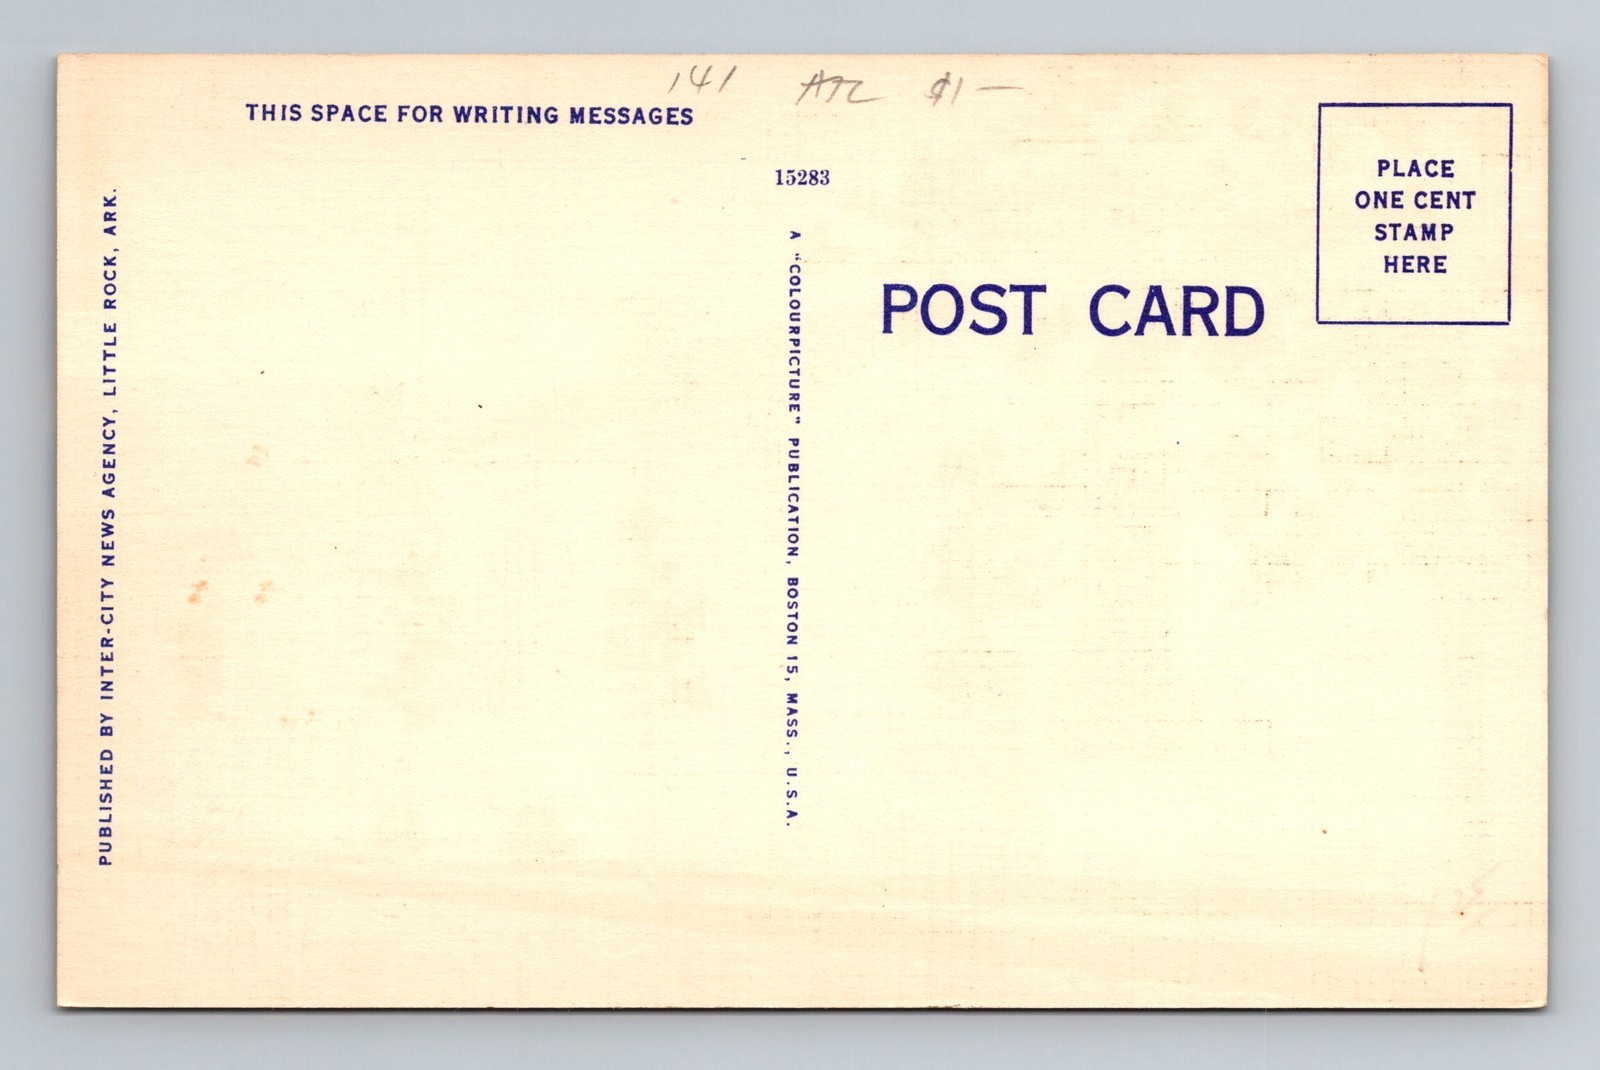 141 ATL $1—
THIS SPACE FOR WRITING MESSAGES
15283
PLACE
ONE CENT
STAMP
HERE
POST CARD
A "COLOURPICTURE" PUBLICATION, BOSTON 15, MASS., U.S.A.
PUBLISHED BY INTER-CITY NEWS AGENCY, LITTLE ROCK, ARK.